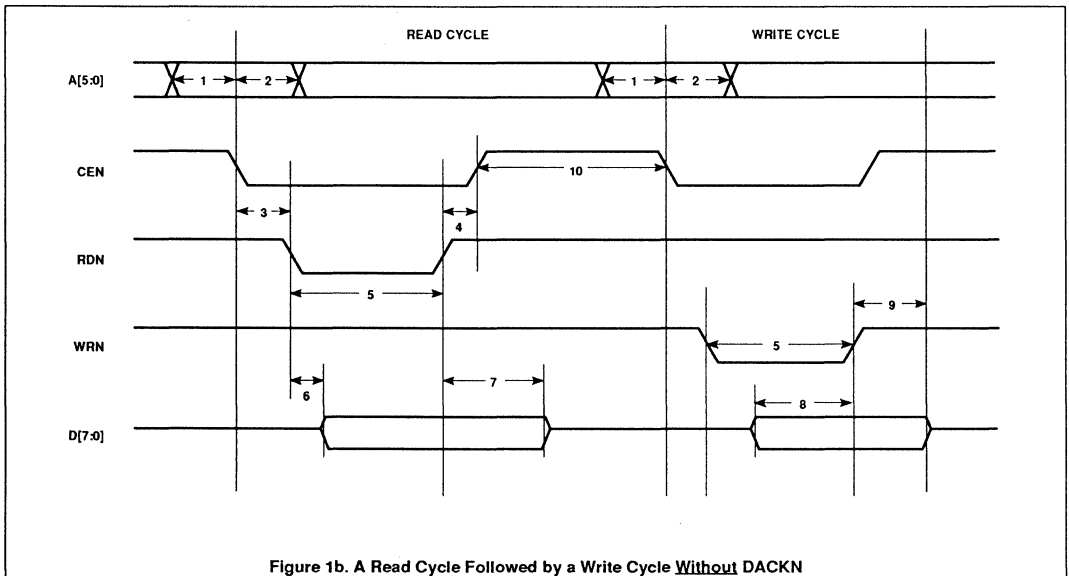 READ CYCLE WRITE CYCLE
A[5:0] 1 2 1 2
CEN 10
3 4
RDN
5
9
WRN 5
6 7 8
D[7:0]
Figure 1b. A Read Cycle Followed by a Write Cycle Without DACKN